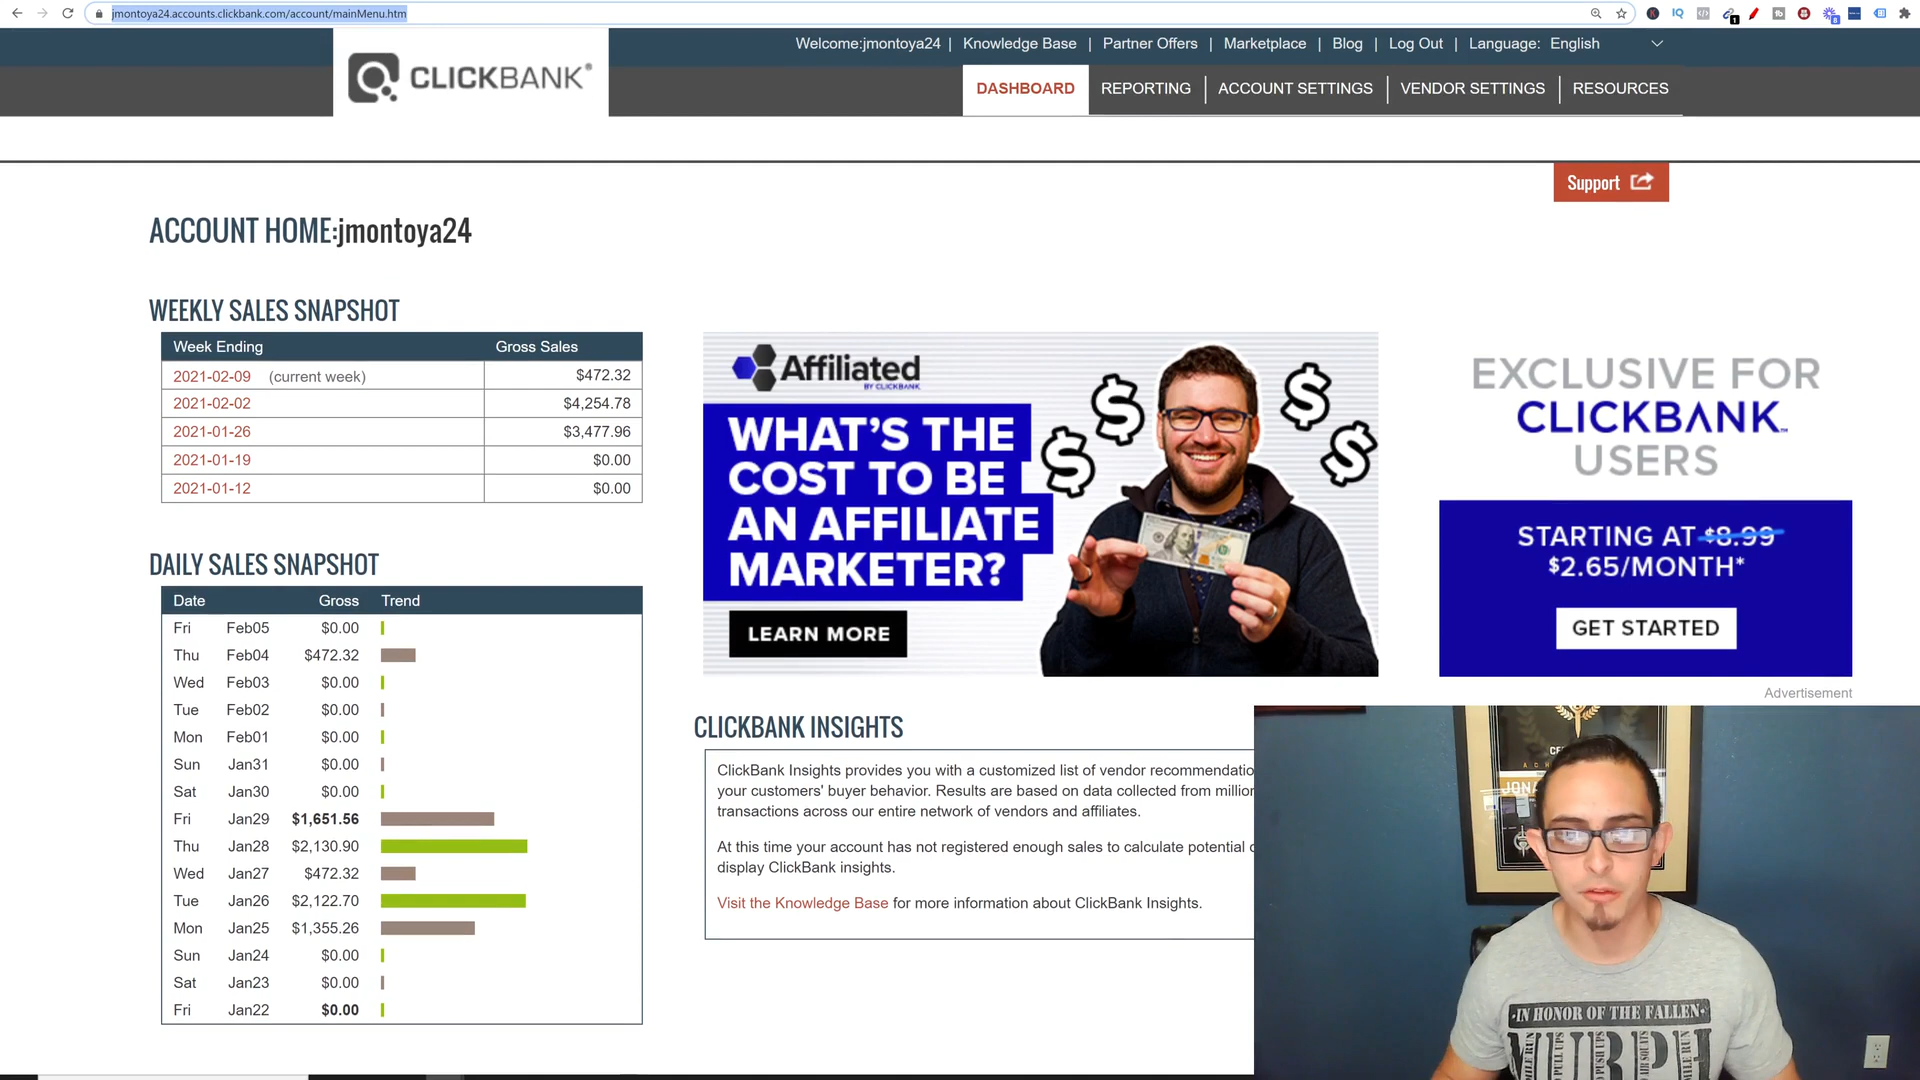 jmontoya24.accounts.clickbank.com/account/mainMenu.htm
Welcome:jmontoya24 | Knowledge Base | Partner Offers | Marketplace | Blog | Log Out | Language: English
CLICKBANK®
DASHBOARD REPORTING ACCOUNT SETTINGS VENDOR SETTINGS RESOURCES
Support
ACCOUNT HOME:jmontoya24
WEEKLY SALES SNAPSHOT
Week Ending Gross Sales
2021-02-09 (current week) $472.32
2021-02-02 $4,254.78
2021-01-26 $3,477.96
2021-01-19 $0.00
2021-01-12 $0.00
DAILY SALES SNAPSHOT
Date Gross Trend
Fri Feb05 $0.00
Thu Feb04 $472.32
Wed Feb03 $0.00
Tue Feb02 $0.00
Mon Feb01 $0.00
Sun Jan31 $0.00
Sat Jan30 $0.00
Fri Jan29 $1,651.56
Thu Jan28 $2,130.90
Wed Jan27 $472.32
Tue Jan26 $2,122.70
Mon Jan25 $1,355.26
Sun Jan24 $0.00
Sat Jan23 $0.00
Fri Jan22 $0.00
Affiliated
BY CLICKBANK
WHAT'S THE
COST TO BE
AN AFFILIATE
MARKETER?
LEARN MORE
EXCLUSIVE FOR
CLICKBANK™
USERS
STARTING AT $8.99
$2.65/MONTH*
GET STARTED
Advertisement
CLICKBANK INSIGHTS
ClickBank Insights provides you with a customized list of vendor recommendatio
your customers' buyer behavior. Results are based on data collected from million
transactions across our entire network of vendors and affiliates.
At this time your account has not registered enough sales to calculate potential
display ClickBank insights.
Visit the Knowledge Base for more information about ClickBank Insights.
·IN HONOR OF THE FALLEN·
MURPH